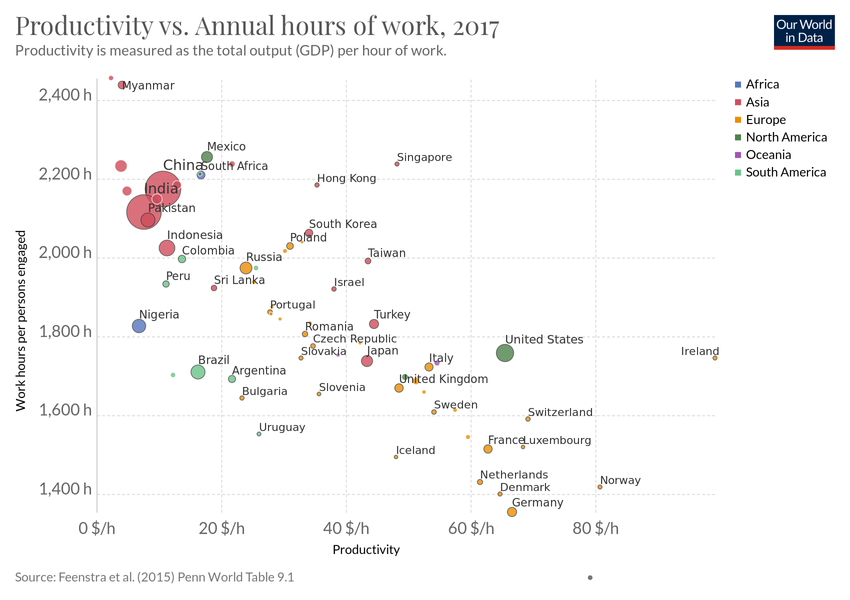 Productivity vs. Annual hours of work, 2017
Productivity is measured as the total output (GDP) per hour of work.
Our World
in Data
Africa
Asia
Europe
North America
Oceania
South America
Work hours per persons engaged
2,400 h
2,200 h
2,000 h
1,800 h
1,600 h
1,400 h
Myanmar
Mexico
Singapore
China
South Africa
Hong Kong
India
Pakistan
South Korea
Indonesia
Poland
Colombia
Russia
Taiwan
Peru
Sri Lanka
Israel
Portugal
Nigeria
Turkey
Romania
Czech Republic
United States
Slovakia
Japan
Ireland
Brazil
Italy
Argentina
United Kingdom
Bulgaria
Slovenia
Sweden
Switzerland
Uruguay
France
Luxembourg
Iceland
Netherlands
Norway
Denmark
Germany
0 $/h
20 $/h
40 $/h
60 $/h
80 $/h
Productivity
Source: Feenstra et al. (2015) Penn World Table 9.1